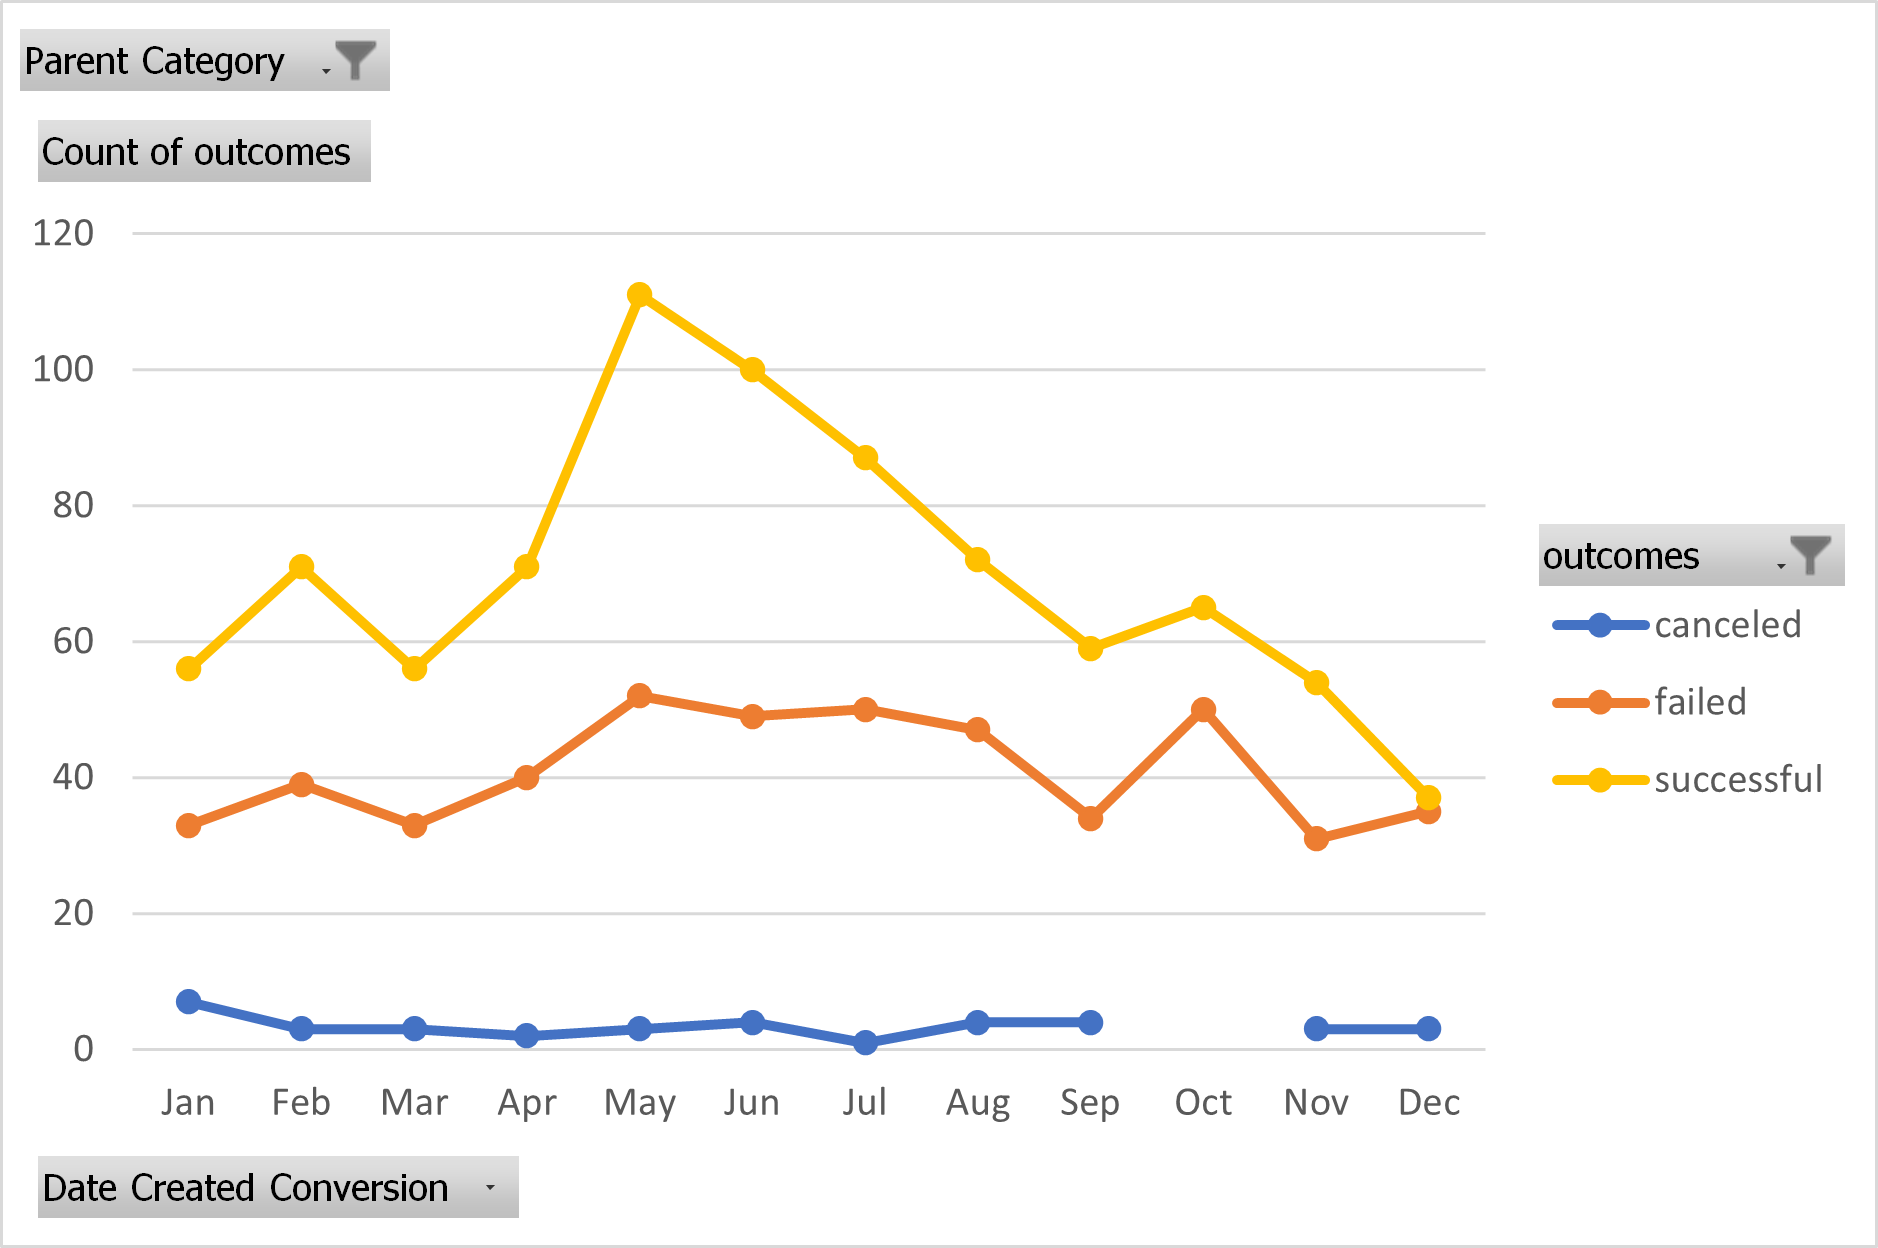 Parent Category
Count of outcomes
120
100
80
60
40
20
0
Jan Feb Mar Apr May Jun Jul Aug Sep Oct Nov Dec
outcomes
canceled
failed
successful
Date Created Conversion